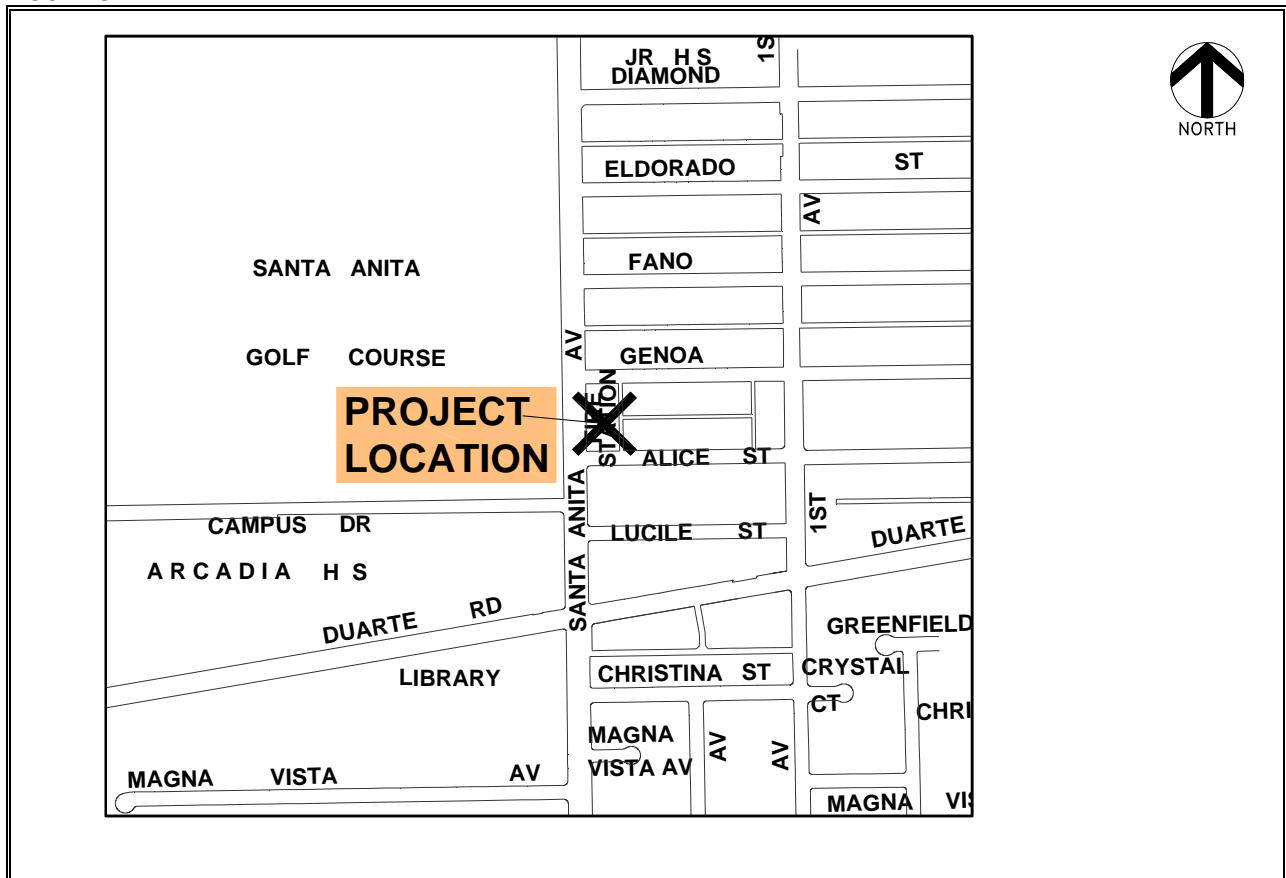 JR H S
DIAMOND
1S
NORTH
ELDORADO ST
AV
SANTA ANITA
FANO
GOLF COURSE
AV
GENOA
FIRE
STATION
PROJECT
LOCATION
ALICE ST
SANTA ANITA
CAMPUS DR
LUCILE ST
1ST
DUARTE
ARCADIA H S
DUARTE RD
GREENFIELD
LIBRARY
CHRISTINA ST
CRYSTAL
CT
CHRI
MAGNA
VISTA AV
AV
AV
MAGNA VISTA AV
MAGNA VIS